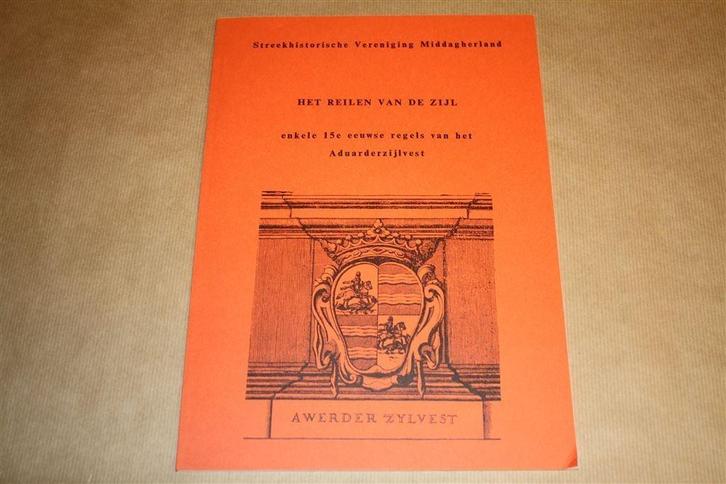 Streekhistorische Vereniging Middagherland
HET REILEN VAN DE ZIJL
enkele 15e eeuwse regels van het
Aduarderzijlvest
AWERDER ZYLVEST